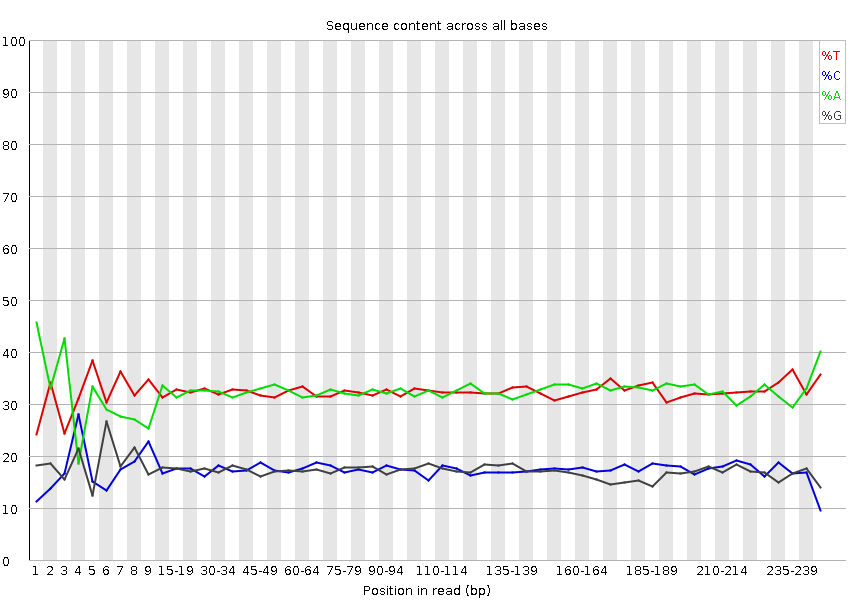 Sequence content across all bases
100
90
80
70
60
50
40
30
20
10
0
%T
%C
%A
%G
1 2 3 4 5 6 7 8 9 15-19 30-34 45-49 60-64 75-79 90-94 110-114 135-139 160-164 185-189 210-214 235-239
Position in read (bp)